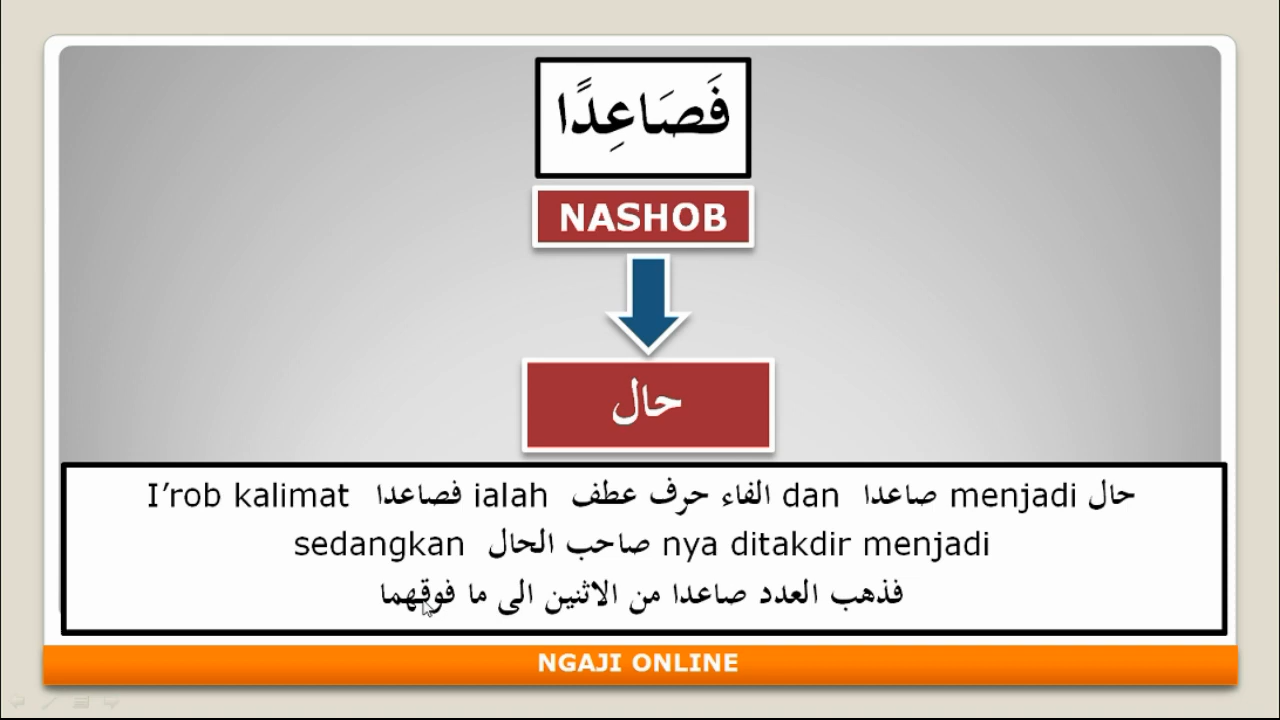 فَصَاعِدًا
NASHOB
حال
I’rob kalimat فصاعدا ialah الفاء حرف عطف dan صاعدا menjadi حال
sedangkan صاحب الحال nya ditakdir menjadi
فذهب العدد صاعدا من الاثنين الى ما فوقهما
NGAJI ONLINE